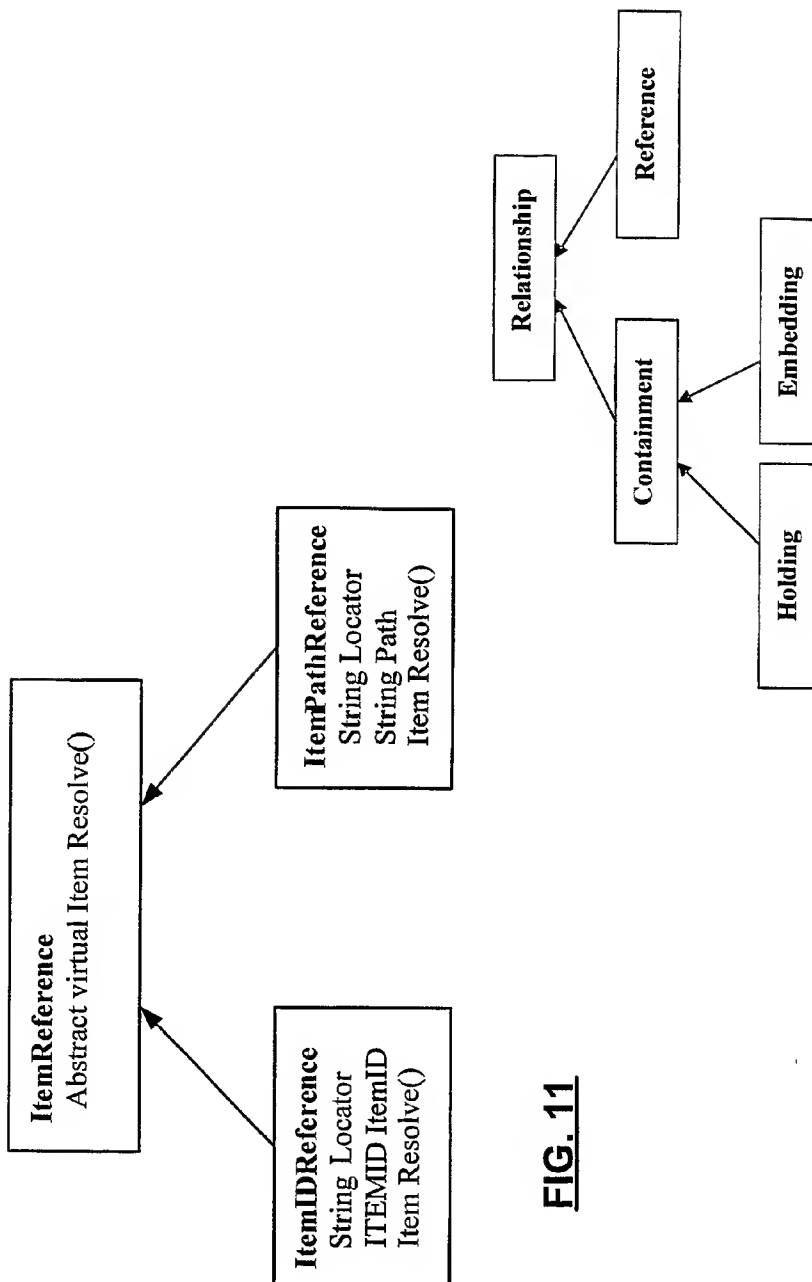 ItemReference
Abstract virtual Item Resolve()
ItemIDReference
String Locator
ITEMID ItemID
Item Resolve()
ItemPathReference
String Locator
String Path
Item Resolve()
FIG. 11
Relationship
Containment
Reference
Holding
Embedding